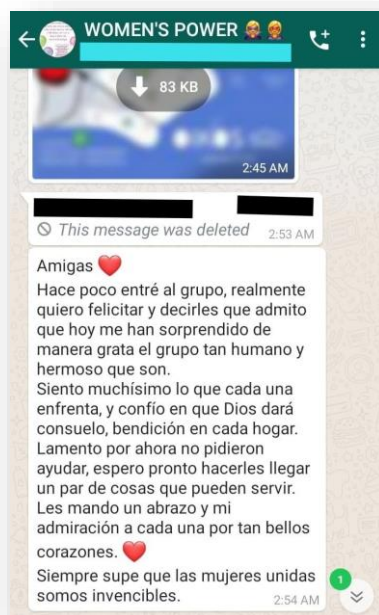 WOMEN'S POWER
83 KB
2:45 AM
This message was deleted 2:53 AM
Amigas ❤️
Hace poco entré al grupo, realmente
quiero felicitar y decirles que admito
que hoy me han sorprendido de
manera grata el grupo tan humano y
hermoso que son.
Siento muchísimo lo que cada una
enfrenta, y confío en que Dios dará
consuelo, bendición en cada hogar.
Lamento por ahora no pidieron
ayudar, espero pronto hacerles llegar
un par de cosas que pueden servir.
Les mando un abrazo y mi
admiración a cada una por tan bellos
corazones. ❤️
Siempre supe que las mujeres unidas
somos invencibles. 2:54 AM
1